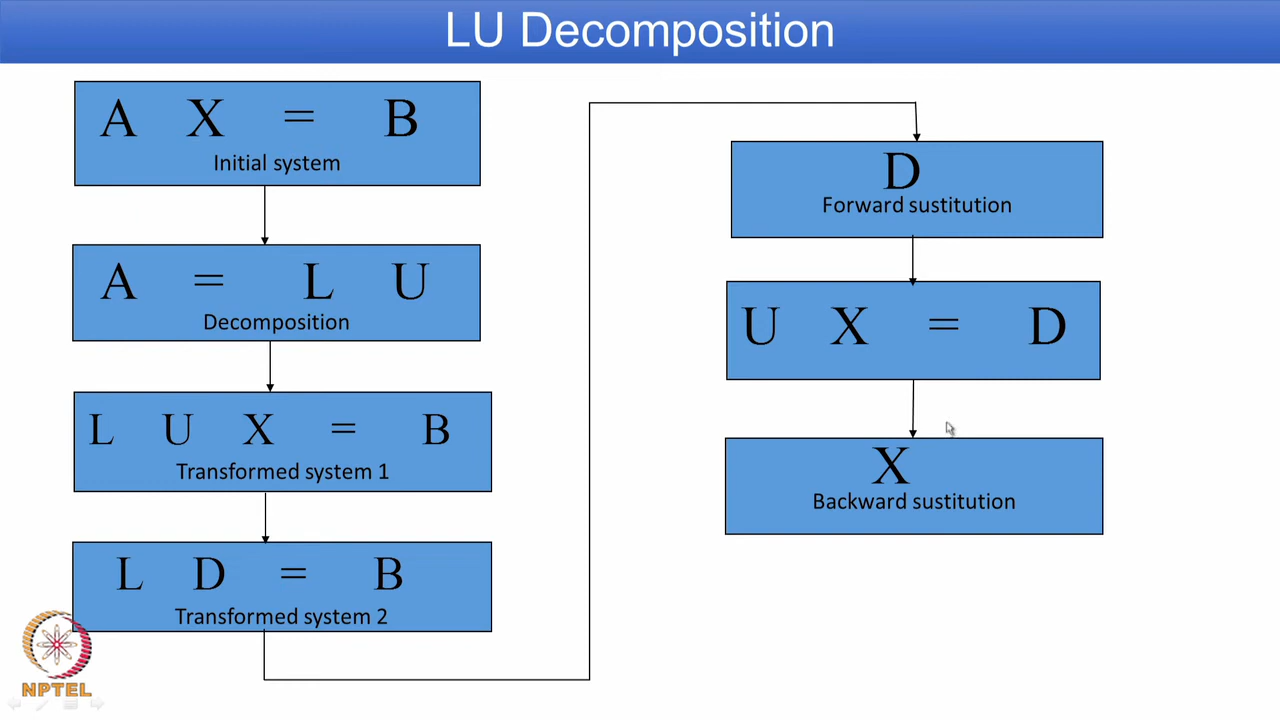 LU Decomposition
A X = B
Initial system
A = L U
Decomposition
L U X = B
Transformed system 1
L D = B
Transformed system 2
D
Forward sustitution
U X = D
X
Backward sustitution
NPTEL